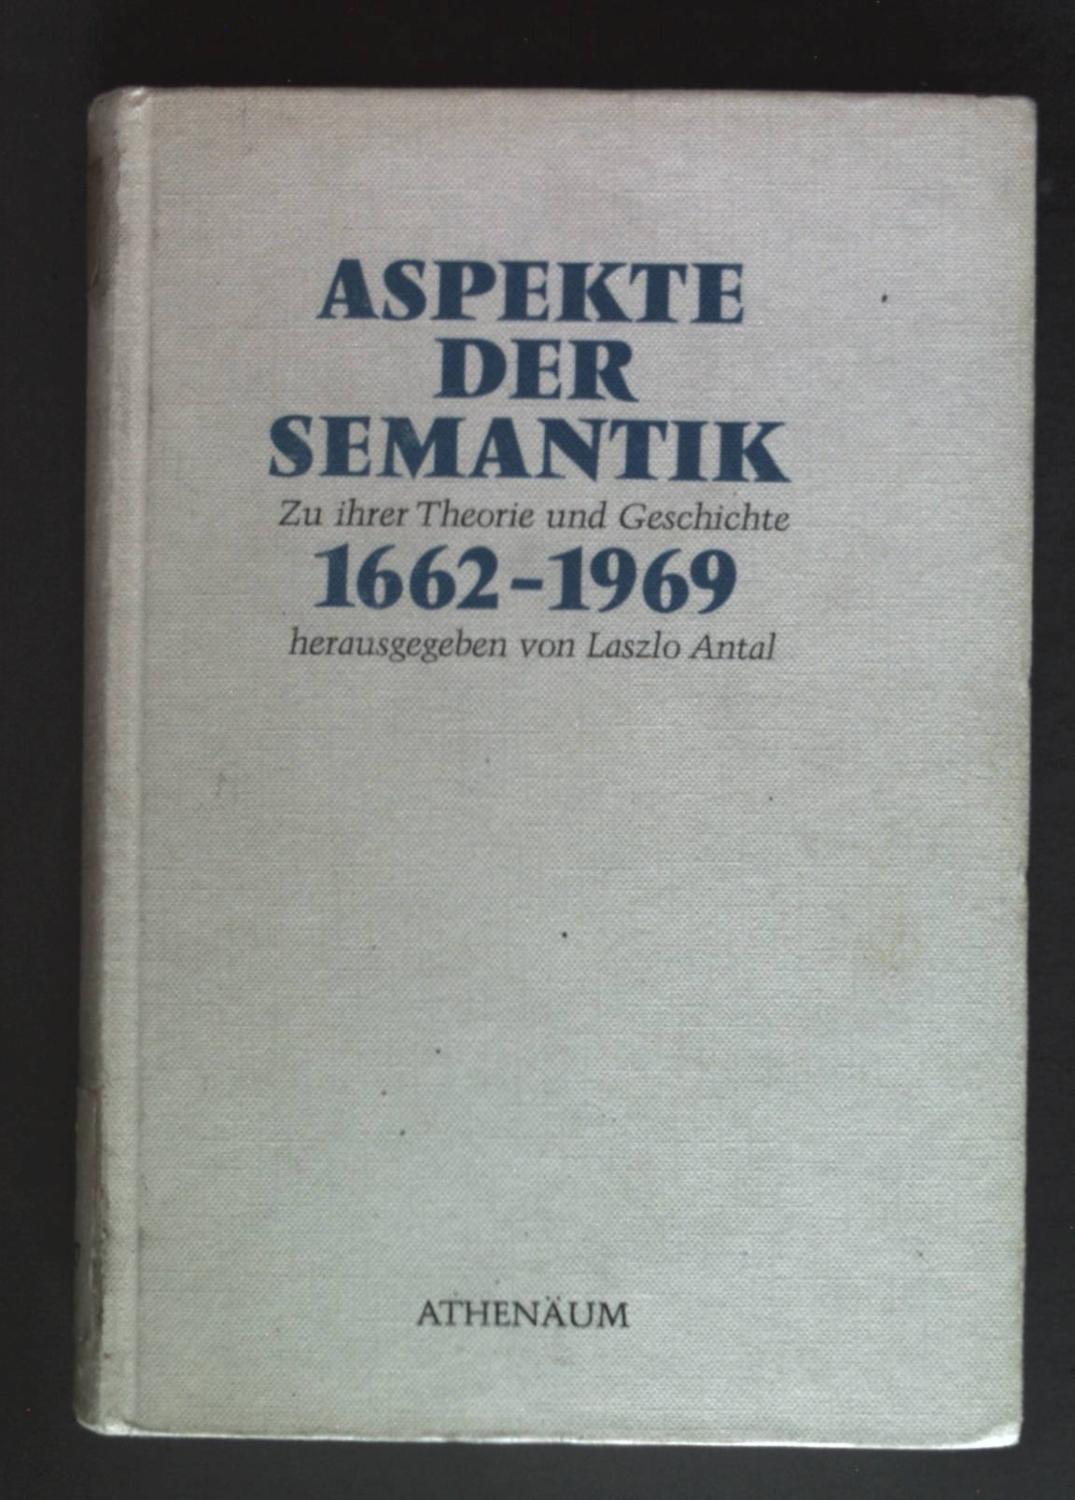 ASPEKTE
DER
SEMANTIK
Zu ihrer Theorie und Geschichte
1662-1969
herausgegeben von Laszlo Antal
ATHENÄUM